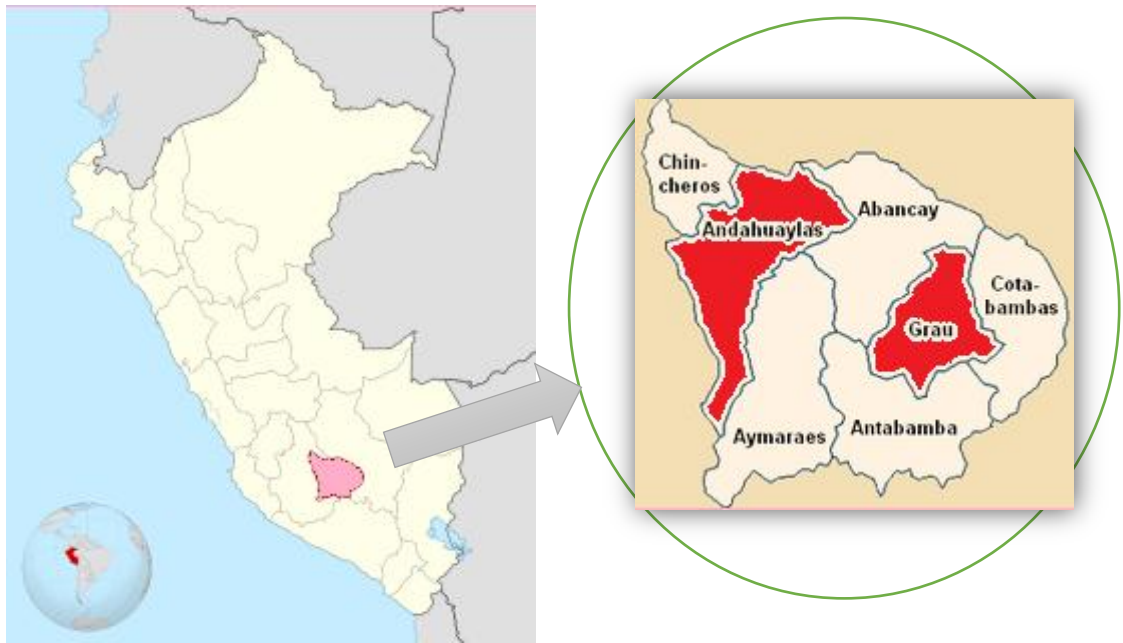 Chin-
cheros
Abancay
Andahuaylas
Cota-
bambas
Grau
Aymaraes
Antabamba